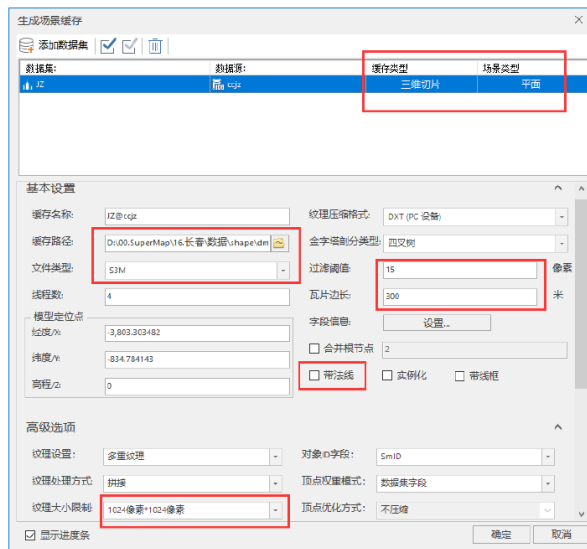 生成场景缓存
添加数据集
数据集: 数据源: 缓存类型 场景类型
JZ ccjz 三维切片 平面
基本设置
缓存名称: JZ@ccjz 纹理压缩格式: DXT (PC 设备)
缓存路径: D:\00.SuperMap\16.长春\数据\shape\dm 金字塔剖分类型: 四叉树
文件类型: S3M 过滤阈值: 15 像素
线程数: 4 瓦片边长: 300 米
模型定位点 字段信息: 设置...
经度/X: -3,803.303482
合并根节点 2
纬度/Y: -834.784143
带法线 实例化 带线框
高程/Z: 0
高级选项
纹理设置: 多重纹理 对象ID字段: SmID
纹理处理方式: 拼接 顶点权重模式: 数据集字段
纹理大小限制: 1024像素*1024像素 顶点优化方式: 不压缩
显示进度条 确定 取消